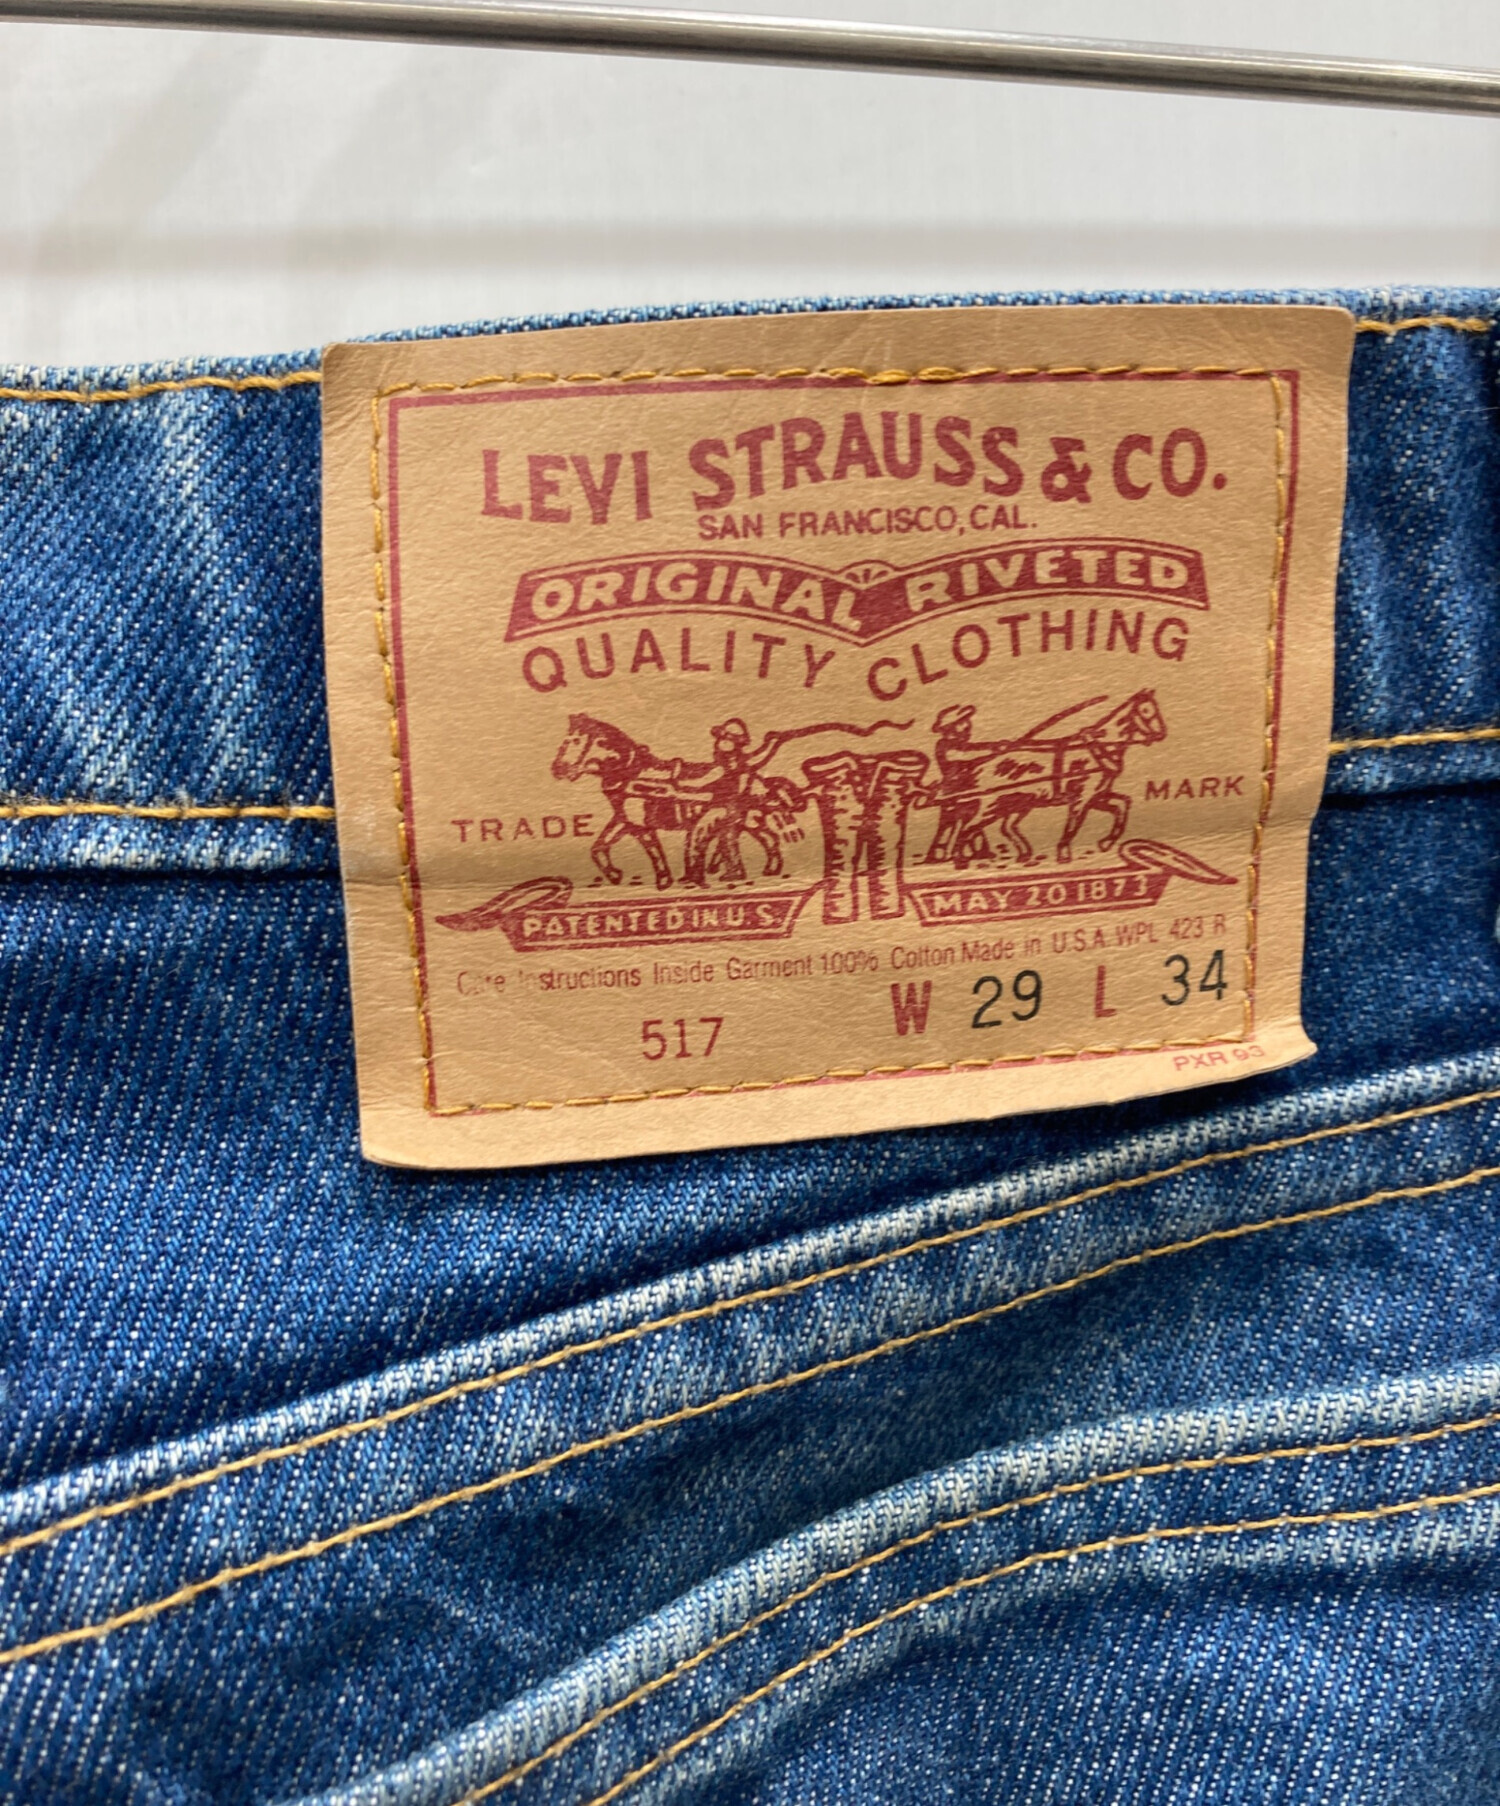 LEVI STRAUSS & CO.
SAN FRANCISCO, CAL.
ORIGINAL RIVETED
QUALITY CLOTHING
TRADE MARK
PATENTED IN U.S. MAY 20 1873
Care Instructions Inside Garment 100% Cotton Made in U.S.A. WPL 423 R
517 W 29 L 34
PXR 93